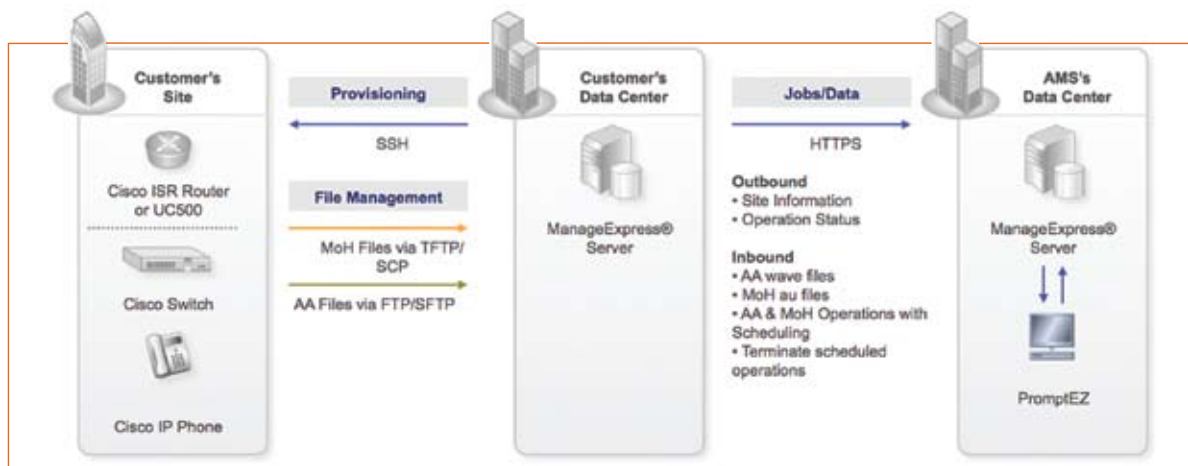 Customer's
Site
Cisco ISR Router
or UC500
Cisco Switch
Cisco IP Phone
Provisioning
SSH
File Management
MoH Files via TFTP/
SCP
AA Files via FTP/SFTP
Customer's
Data Center
ManageExpress®
Server
Jobs/Data
HTTPS
Outbound
• Site Information
• Operation Status
Inbound
• AA wave files
• MoH au files
• AA & MoH Operations with
Scheduling
• Terminate scheduled
operations
AMS's
Data Center
ManageExpress®
Server
PromptEZ